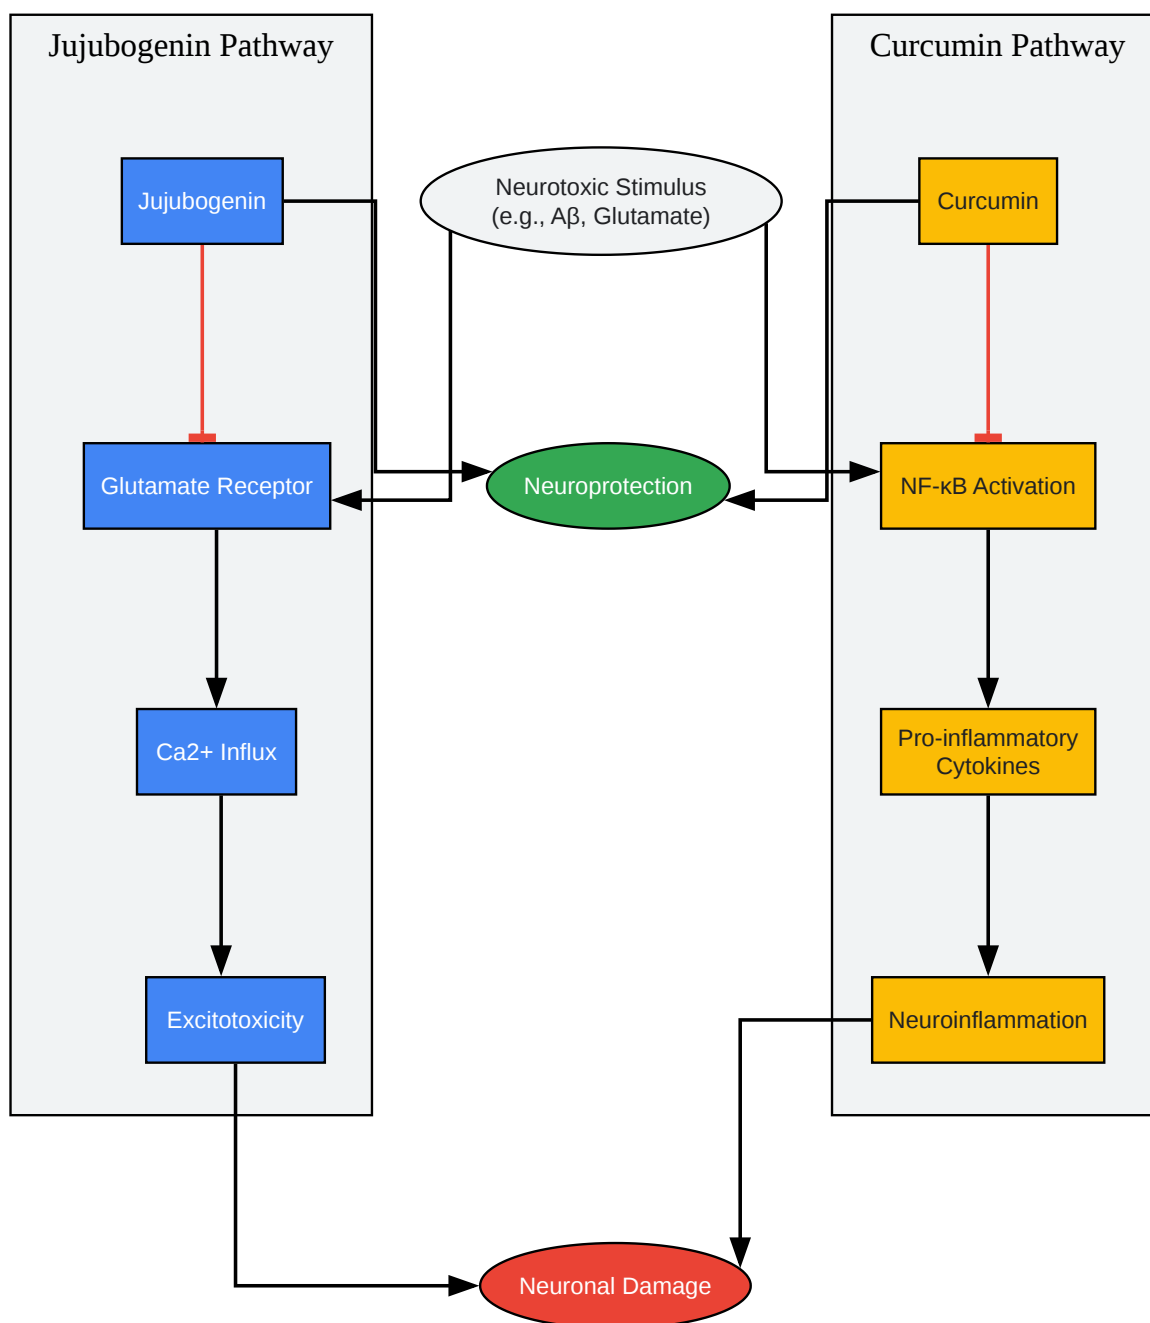 Jujubogenin Pathway
Curcumin Pathway
Jujubogenin
Neurotoxic Stimulus
(e.g., Aβ, Glutamate)
Curcumin
Glutamate Receptor
Neuroprotection
NF-κB Activation
Ca2+ Influx
Pro-inflammatory
Cytokines
Excitotoxicity
Neuroinflammation
Neuronal Damage